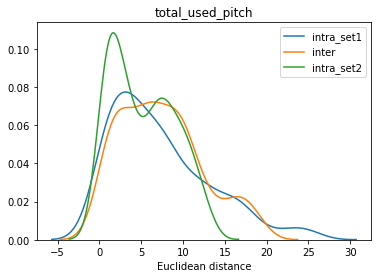 total_used_pitch
intra_set1
inter
intra_set2
0.10
0.08
0.06
0.04
0.02
0.00
−5 0 5 10 15 20 25 30
Euclidean distance